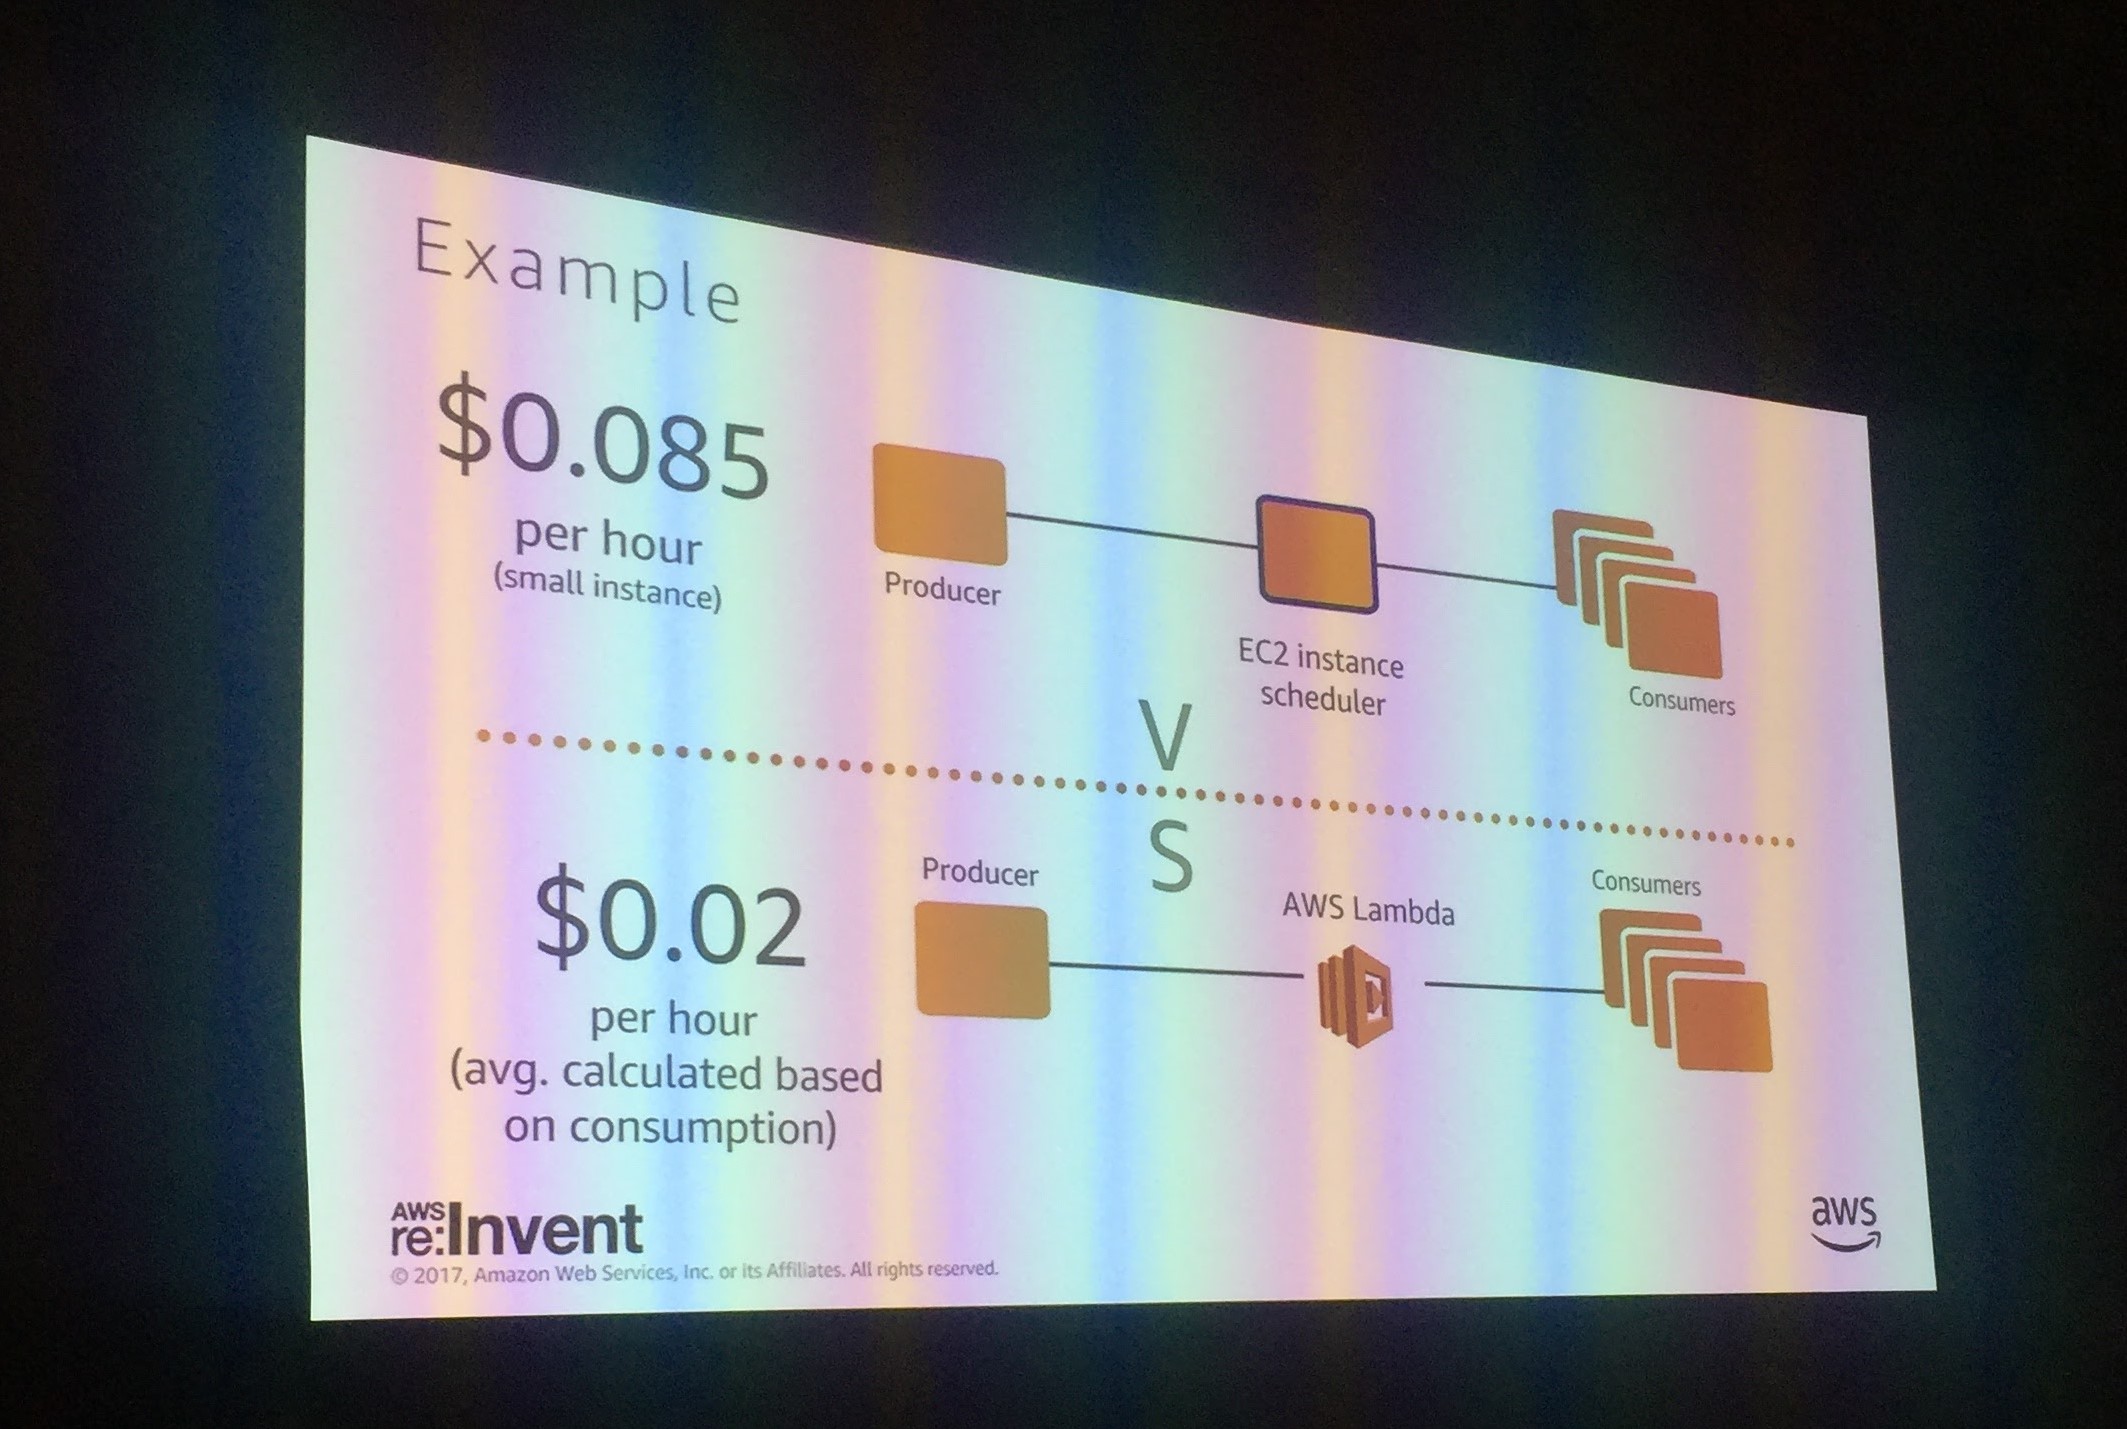 Example
$0.085
per hour
(small instance)
Producer
EC2 instance
scheduler
Consumers
V
S
$0.02
per hour
(avg. calculated based
on consumption)
Producer
AWS Lambda
Consumers
AWS
re:Invent
© 2017, Amazon Web Services, Inc. or its Affiliates. All rights reserved.
aws